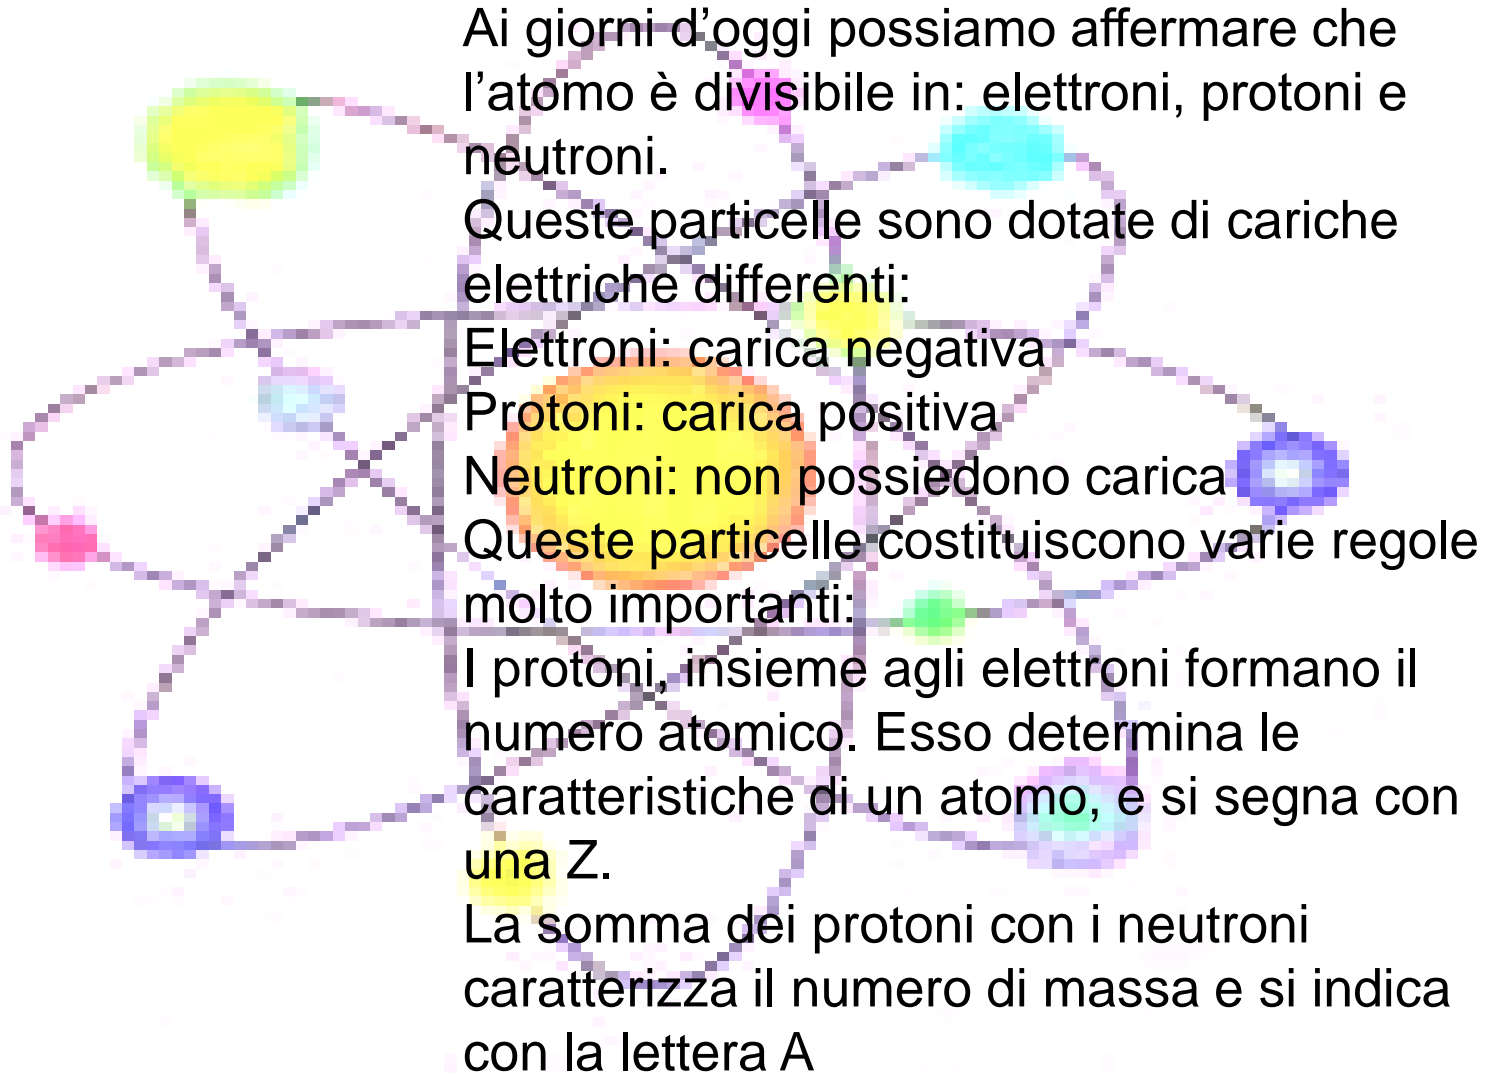 Ai giorni d’oggi possiamo affermare che
l’atomo è divisibile in: elettroni, protoni e
neutroni.
Queste particelle sono dotate di cariche
elettriche differenti:
Elettroni: carica negativa
Protoni: carica positiva
Neutroni: non possiedono carica
Queste particelle costituiscono varie regole
molto importanti:
I protoni, insieme agli elettroni formano il
numero atomico. Esso determina le
caratteristiche di un atomo, e si segna con
una Z.
La somma dei protoni con i neutroni
caratterizza il numero di massa e si indica
con la lettera A